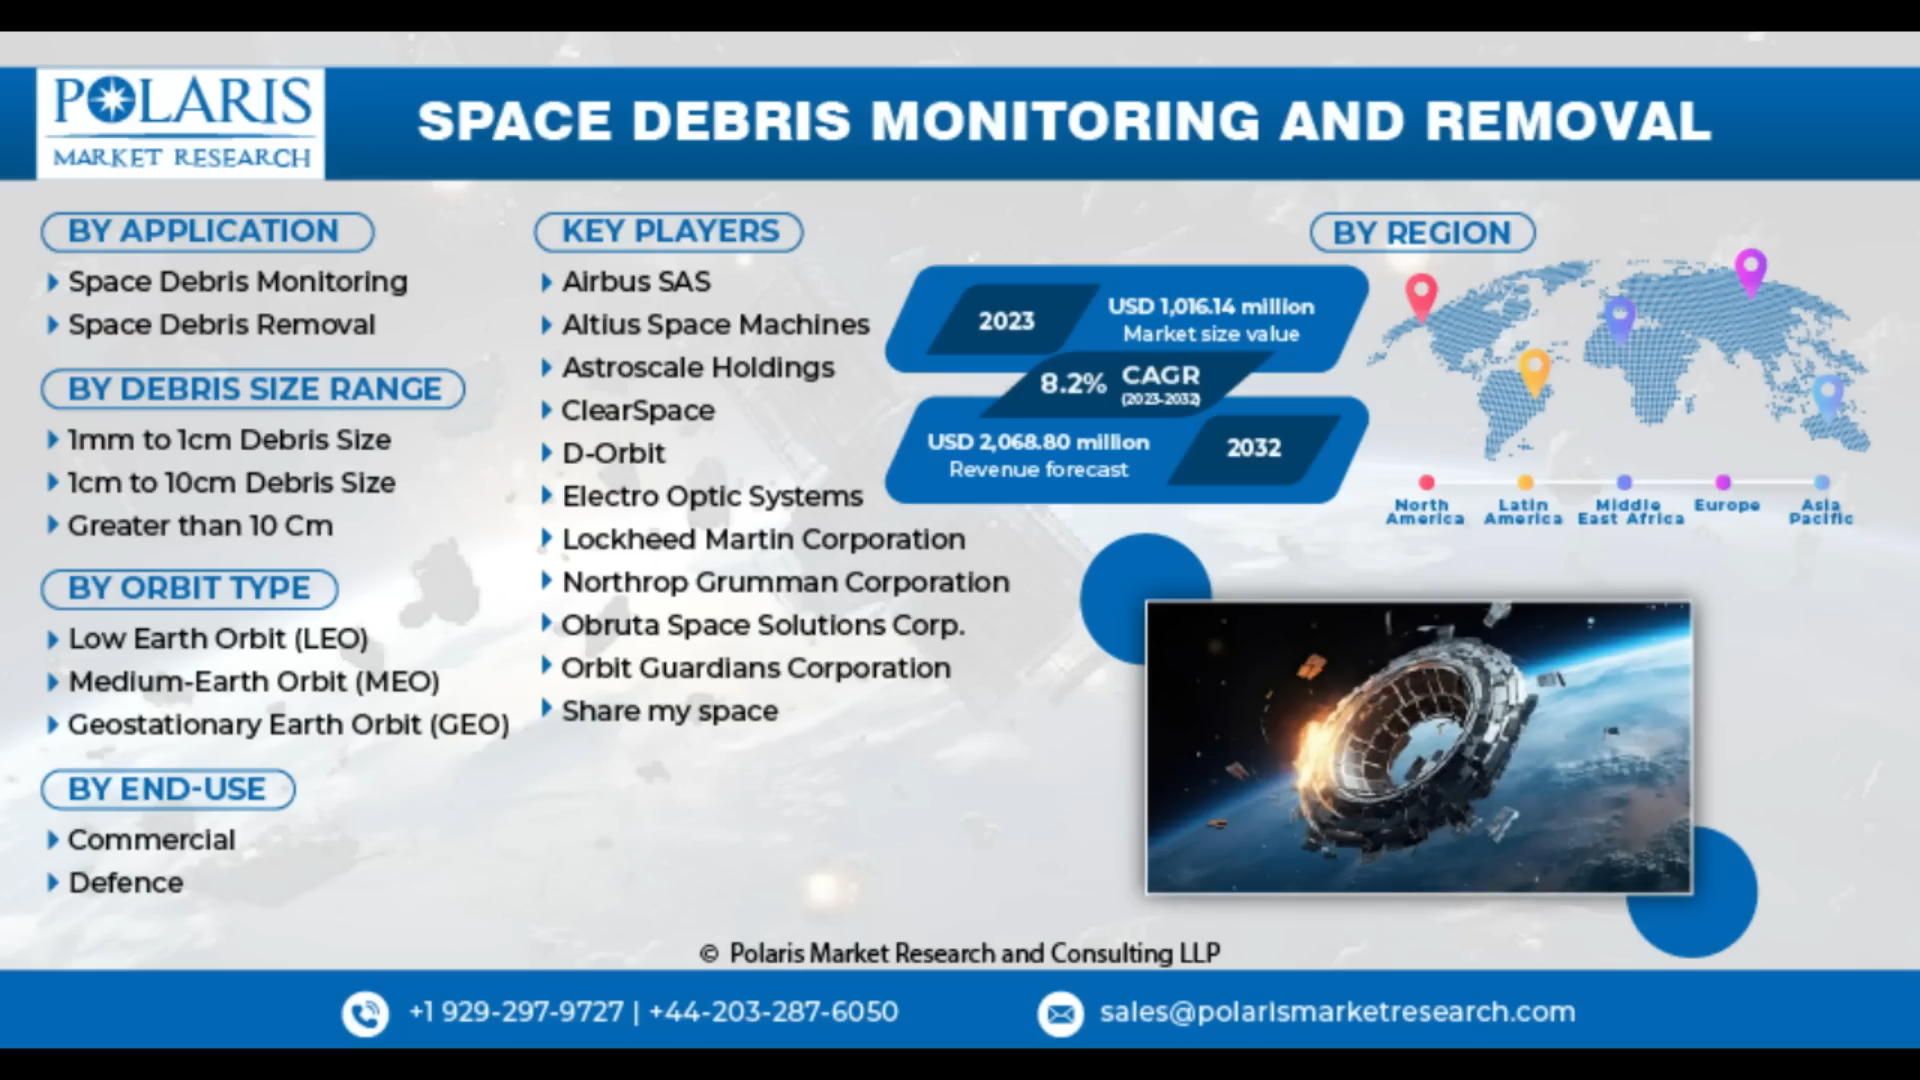 POLARIS
MARKET RESEARCH
SPACE DEBRIS MONITORING AND REMOVAL
BY APPLICATION
Space Debris Monitoring
Space Debris Removal
BY DEBRIS SIZE RANGE
1mm to 1cm Debris Size
1cm to 10cm Debris Size
Greater than 10 Cm
BY ORBIT TYPE
Low Earth Orbit (LEO)
Medium-Earth Orbit (MEO)
Geostationary Earth Orbit (GEO)
BY END-USE
Commercial
Defence
KEY PLAYERS
Airbus SAS
Altius Space Machines
Astroscale Holdings
ClearSpace
D-Orbit
Electro Optic Systems
Lockheed Martin Corporation
Northrop Grumman Corporation
Obruta Space Solutions Corp.
Orbit Guardians Corporation
Share my space
2023
USD 1,016.14 million
Market size value
8.2% CAGR
(2023-2032)
USD 2,068.80 million
Revenue forecast
2032
BY REGION
North
America
Latin
America
Middle
East Africa
Europe
Asia
Pacific
© Polaris Market Research and Consulting LLP
+1 929-297-9727 | +44-203-287-6050
sales@polarismarketresearch.com